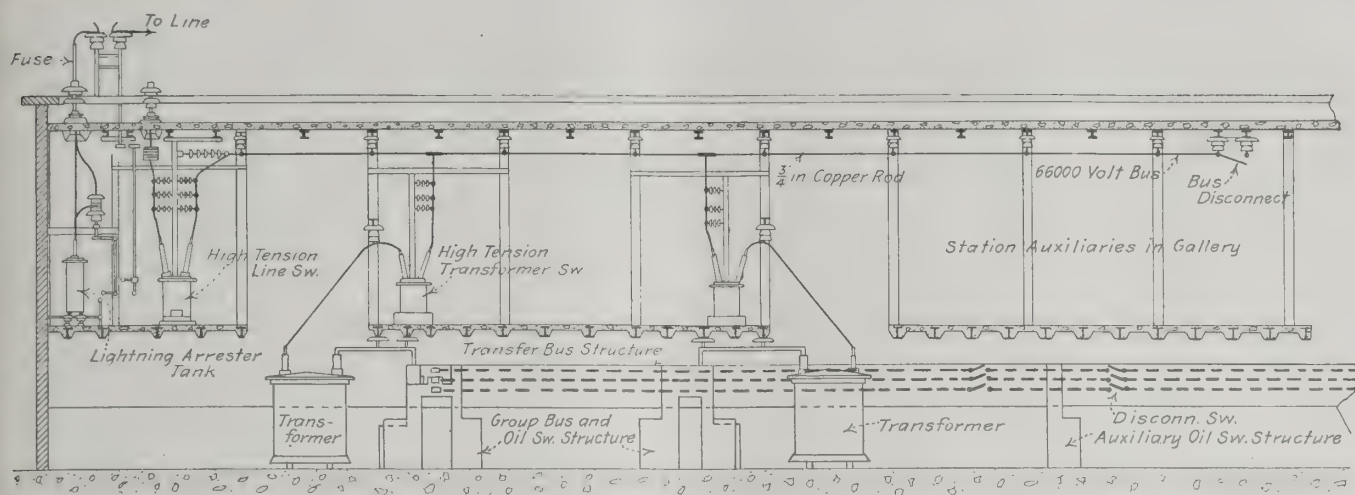 To Line
Fuse
3/4 in Copper Rod
66000 Volt Bus
Bus
Disconnect
High Tension
Line Sw.
High Tension
Transformer Sw
Station Auxiliaries in Gallery
Lightning Arrester
Tank
Transfer Bus Structure
Trans-
former
Group Bus and
Oil Sw. Structure
Transformer
Disconn. Sw.
Auxiliary Oil Sw. Structure